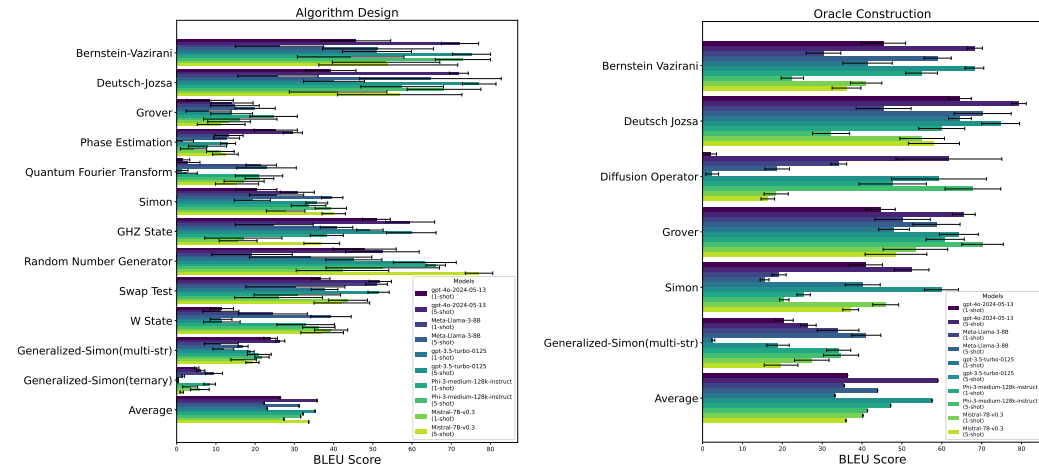 Algorithm Design
Bernstein-Vazirani
Deutsch-Jozsa
Grover
Phase Estimation
Quantum Fourier Transform
Simon
GHZ State
Random Number Generator
Swap Test
W State
Generalized-Simon(multi-str)
Generalized-Simon(ternary)
Average
0 10 20 30 40 50 60 70 80
BLEU Score
Models
gpt-4o-2024-05-13
(1-shot)
gpt-4o-2024-05-13
(5-shot)
Meta-Llama-3-8B
(1-shot)
Meta-Llama-3-8B
(5-shot)
gpt-3.5-turbo-0125
(1-shot)
gpt-3.5-turbo-0125
(5-shot)
Phi-3-medium-128k-instruct
(1-shot)
Phi-3-medium-128k-instruct
(5-shot)
Mistral-7B-v0.3
(1-shot)
Mistral-7B-v0.3
(5-shot)
Oracle Construction
Bernstein Vazirani
Deutsch Jozsa
Diffusion Operator
Grover
Simon
Generalized-Simon(multi-str)
Average
0 10 20 30 40 50 60 70 80
BLEU Score
Models
gpt-4o-2024-05-13
(1-shot)
gpt-4o-2024-05-13
(5-shot)
Meta-Llama-3-8B
(1-shot)
Meta-Llama-3-8B
(5-shot)
gpt-3.5-turbo-0125
(1-shot)
gpt-3.5-turbo-0125
(5-shot)
Phi-3-medium-128k-instruct
(1-shot)
Phi-3-medium-128k-instruct
(5-shot)
Mistral-7B-v0.3
(1-shot)
Mistral-7B-v0.3
(5-shot)